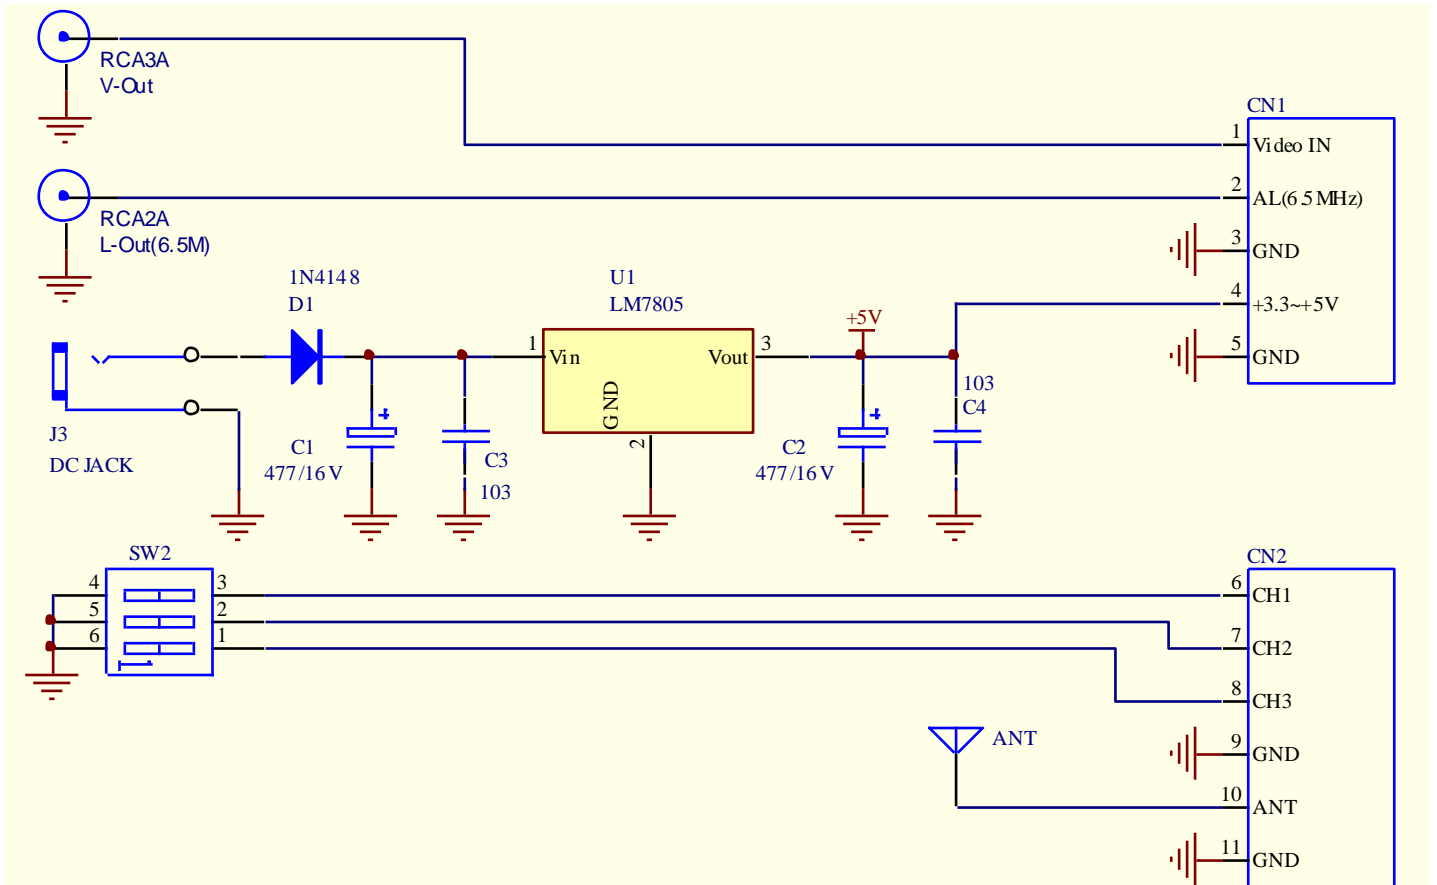 RCA3A
V-Out
CN1
1 Video IN
RCA2A
L-Out(6.5M)
2 AL(6.5MHz)
3 GND
1N4148
D1
U1
LM7805
4 +3.3~+5V
+5V
1 Vin
Vout 3
GND
2
5 GND
J3
DC JACK
C1
477/16V
C3
103
C2
477/16V
103
C4
SW2
4 3
5 2
6 1
CN2
6 CH1
7 CH2
8 CH3
ANT
9 GND
10 ANT
11 GND